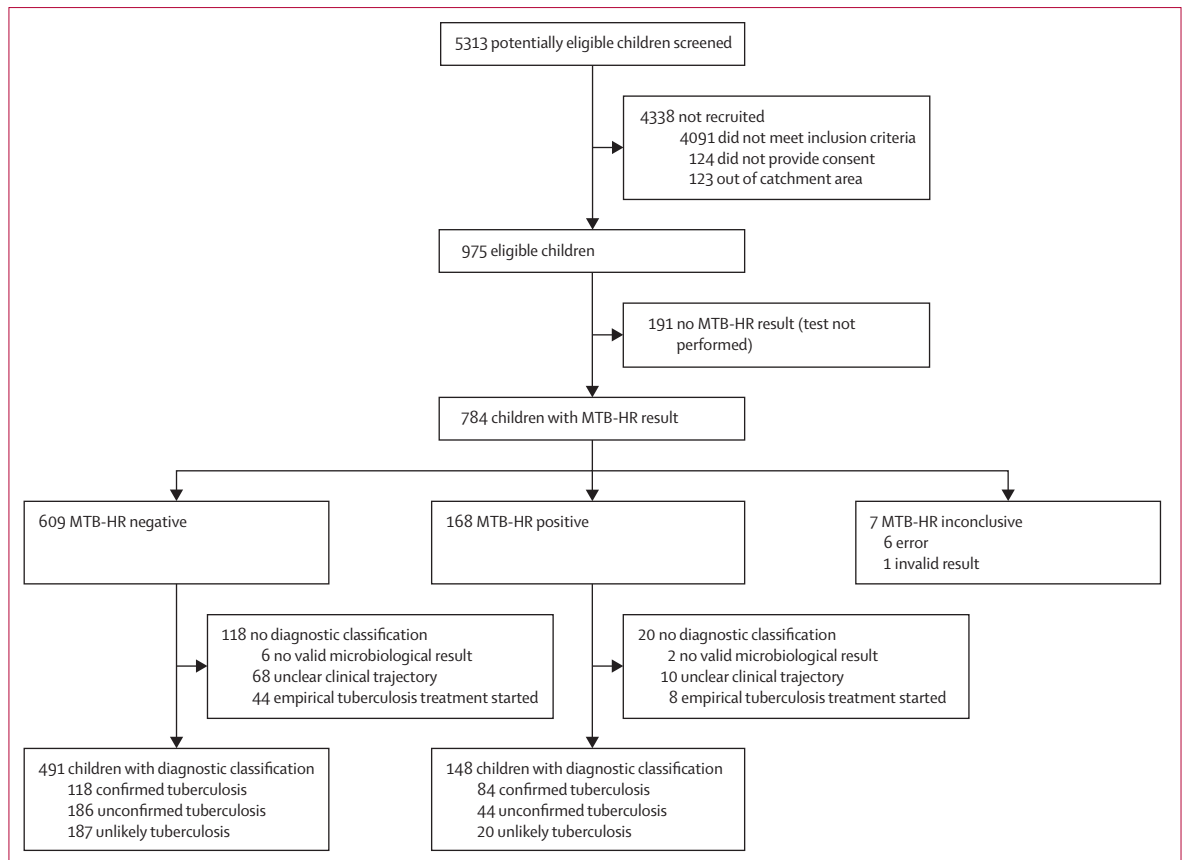 5313 potentially eligible children screened
4338 not recruited
4091 did not meet inclusion criteria
124 did not provide consent
123 out of catchment area
975 eligible children
191 no MTB-HR result (test not
performed)
784 children with MTB-HR result
609 MTB-HR negative
168 MTB-HR positive
7 MTB-HR inconclusive
6 error
1 invalid result
118 no diagnostic classification
6 no valid microbiological result
68 unclear clinical trajectory
44 empirical tuberculosis treatment started
20 no diagnostic classification
2 no valid microbiological result
10 unclear clinical trajectory
8 empirical tuberculosis treatment started
491 children with diagnostic classification
118 confirmed tuberculosis
186 unconfirmed tuberculosis
187 unlikely tuberculosis
148 children with diagnostic classification
84 confirmed tuberculosis
44 unconfirmed tuberculosis
20 unlikely tuberculosis